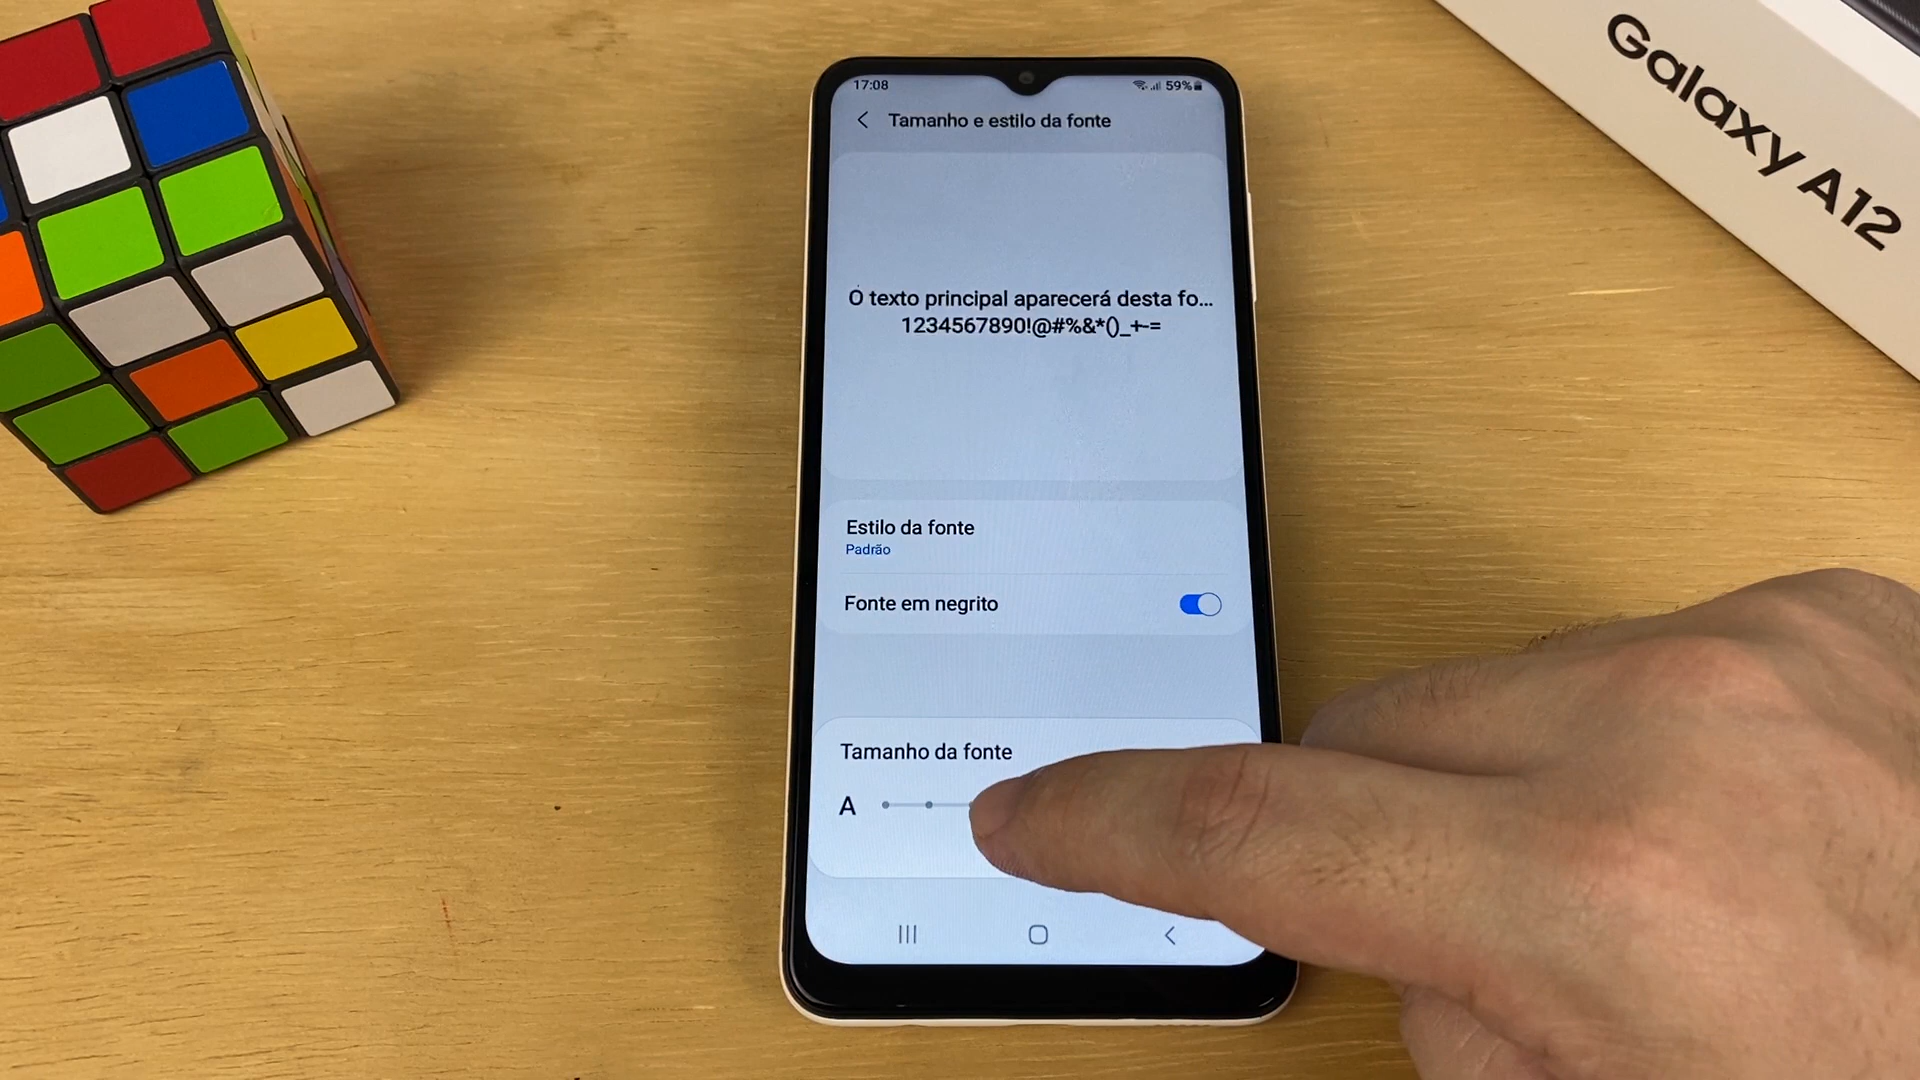 17:08
59%
Tamanho e estilo da fonte
O texto principal aparecerá desta fo...
1234567890!@#%&*()_+-=
Estilo da fonte
Padrão
Fonte em negrito
Tamanho da fonte
A
Galaxy A12